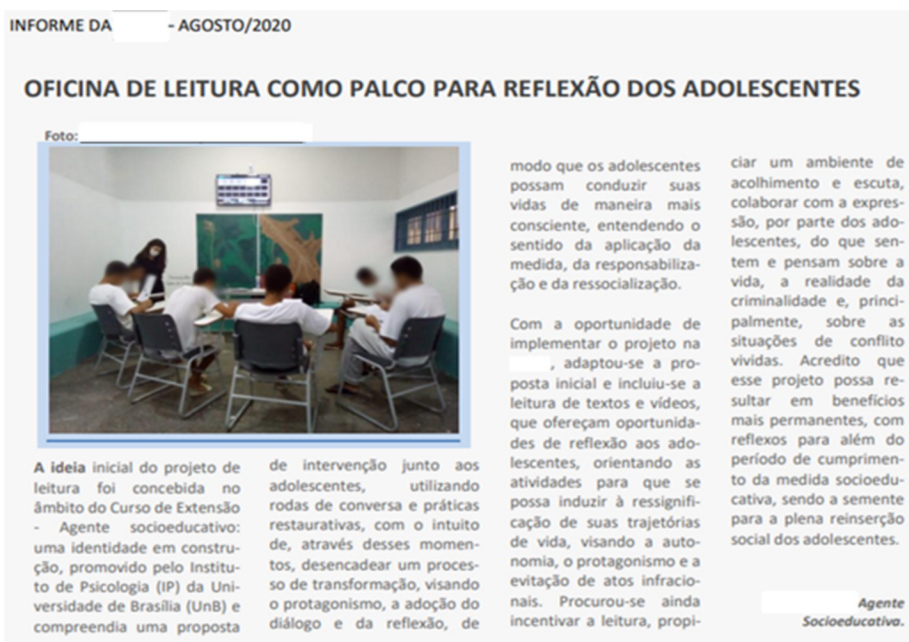 INFORME DA - AGOSTO/2020
OFICINA DE LEITURA COMO PALCO PARA REFLEXÃO DOS ADOLESCENTES
Foto:
A ideia inicial do projeto de
leitura foi concebida no
âmbito do Curso de Extensão
- Agente socioeducativo:
uma identidade em constru-
ção, promovido pelo Institu-
to de Psicologia (IP) da Uni-
versidade de Brasília (UnB) e
compreendia uma proposta
de intervenção junto aos
adolescentes, utilizando
rodas de conversa e práticas
restaurativas, com o intuito
de, através desses momen-
tos, desencadear um proces-
so de transformação, visando
o protagonismo, a adoção do
diálogo e da reflexão, de
modo que os adolescentes
possam conduzir suas
vidas de maneira mais
consciente, entendendo o
sentido da aplicação da
medida, da responsabiliza-
ção e da ressocialização.
Com a oportunidade de
implementar o projeto na
, adaptou-se a pro-
posta inicial e incluiu-se a
leitura de textos e vídeos,
que ofereçam oportunida-
des de reflexão aos ado-
lescentes, orientando as
atividades para que se
possa induzir à ressignifi-
cação de suas trajetórias
de vida, visando a auto-
nomia, o protagonismo e a
evitação de atos infracio-
nais. Procurou-se ainda
incentivar a leitura, propi-
ciar um ambiente de
acolhimento e escuta,
colaborar com a expres-
são, por parte dos ado-
lescentes, do que sen-
tem e pensam sobre a
vida, a realidade da
criminalidade e, princi-
palmente, sobre as
situações de conflito
vividas. Acredito que
esse projeto possa re-
sultar em benefícios
mais permanentes, com
reflexos para além do
período de cumprimen-
to da medida socioedu-
cativa, sendo a semente
para a plena reinserção
social dos adolescentes.
Agente
Socioeducativa.